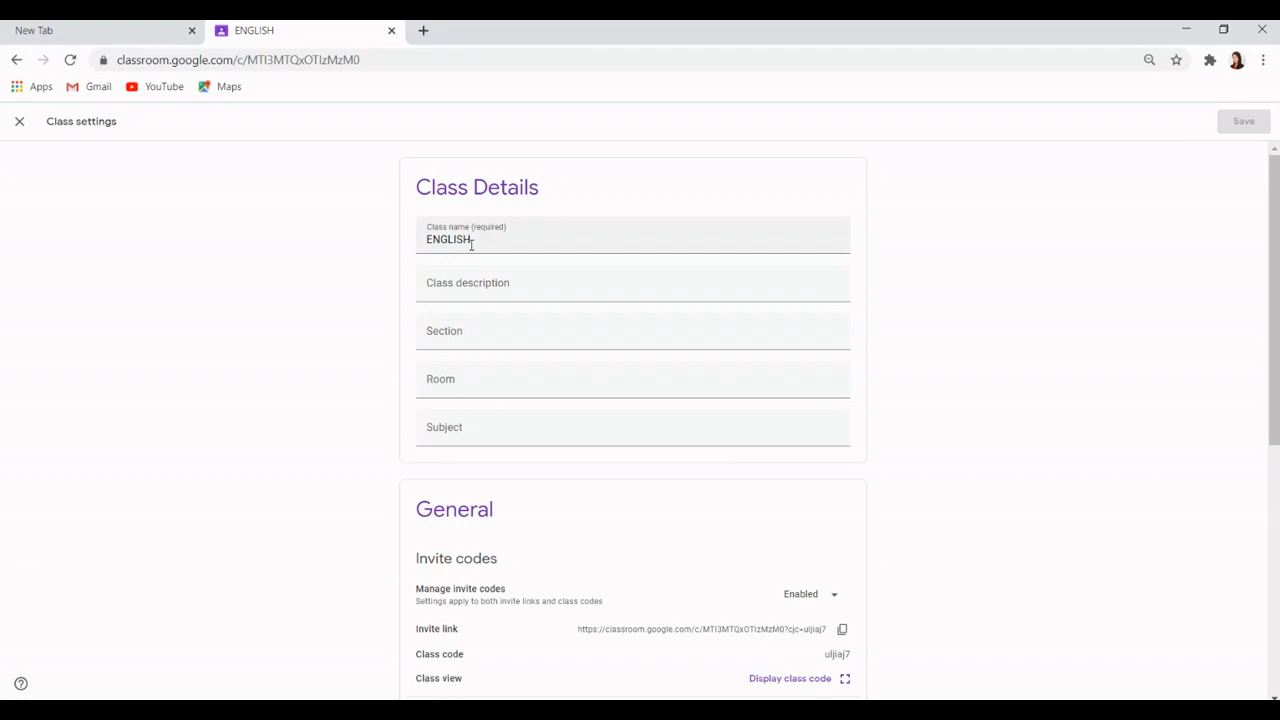 New Tab
ENGLISH
classroom.google.com/c/MTI3MTQxOTIzMzM0
Apps Gmail YouTube Maps
Class settings
Save
Class Details
Class name (required)
ENGLISH
Class description
Section
Room
Subject
General
Invite codes
Manage invite codes
Enabled
Settings apply to both invite links and class codes
Invite link https://classroom.google.com/c/MTI3MTQxOTIzMzM0?cjc=uljiaj7
Class code uljiaj7
Class view Display class code